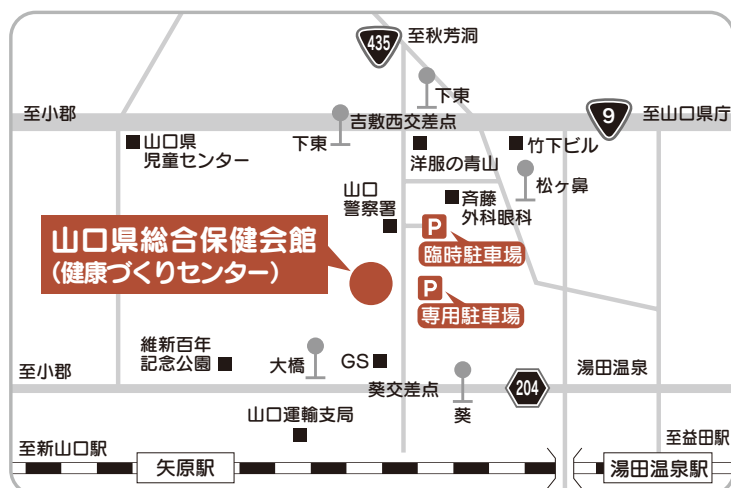 435
至秋芳洞
下東
至小郡
吉敷西交差点
9
至山口県庁
山口県
児童センター
下東
洋服の青山
竹下ビル
松ヶ鼻
山口
警察署
斉藤
外科眼科
P
臨時駐車場
山口県総合保健会館
(健康づくりセンター)
P
専用駐車場
維新百年
記念公園
大橋
GS
至小郡
葵交差点
葵
204
湯田温泉
山口運輸支局
至新山口駅
矢原駅
至益田駅
湯田温泉駅